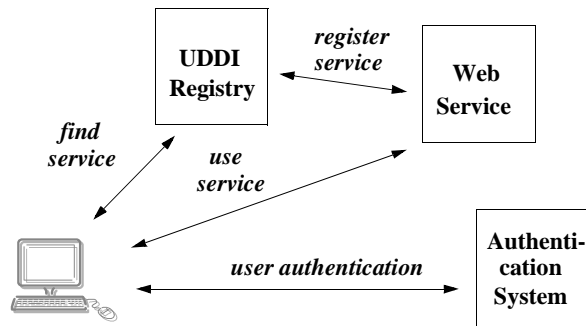 UDDI
Registry
register
service
Web
Service
find
service
use
service
user authentication
Authenti-
cation
System